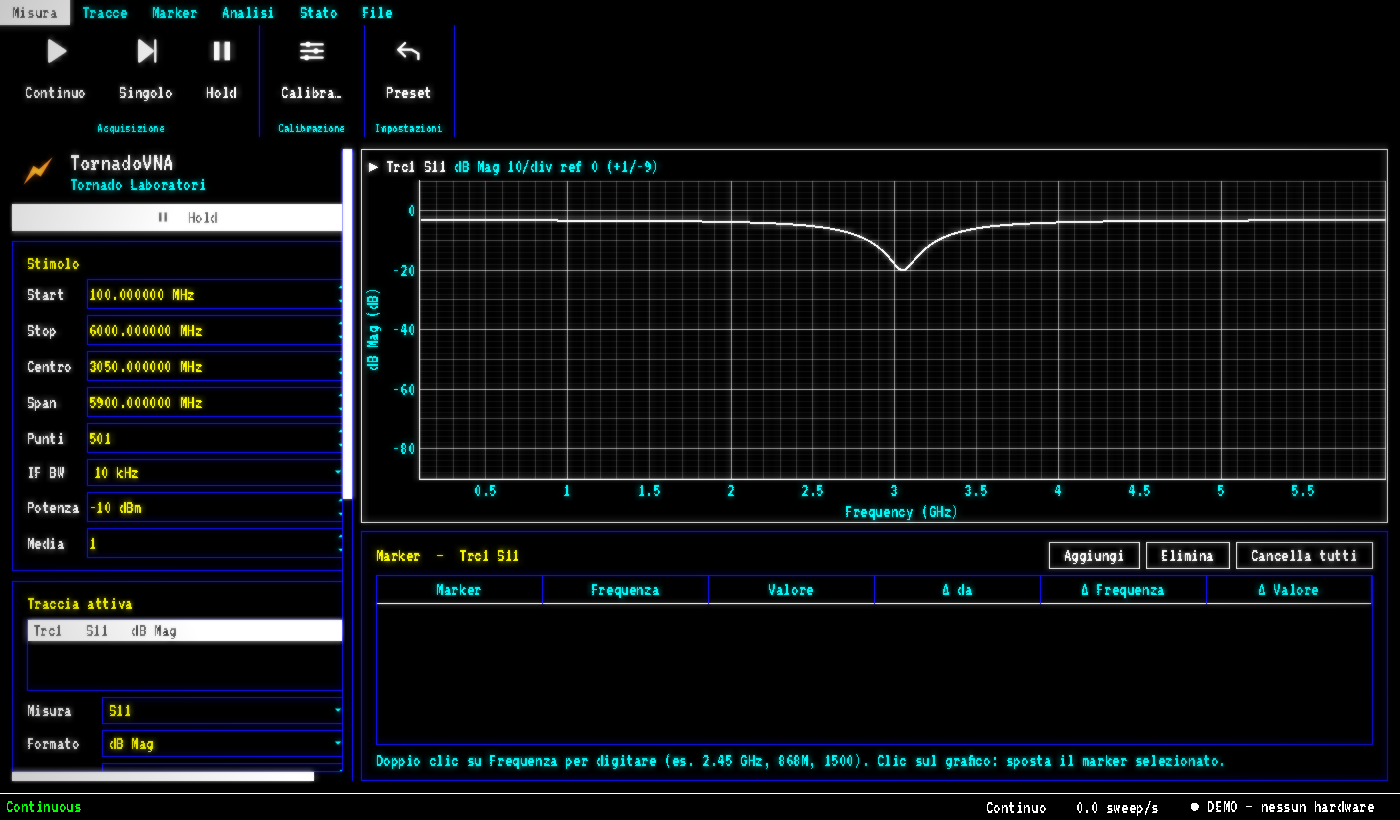 Misura Tracce Marker Analisi Stato File
Continuo Singolo Hold Calibra… Preset
Acquisizione Calibrazione Impostazioni
TornadoVNA
Tornado Laboratori
Hold
Stimolo
Start 100.000000 MHz
Stop 6000.000000 MHz
Centro 3050.000000 MHz
Span 5900.000000 MHz
Punti 501
IF BW 10 kHz
Potenza -10 dBm
Media 1
Traccia attiva
Trc1 S11 dB Mag
Misura S11
Formato dB Mag
▶ Trc1 S11 dB Mag 10/div ref 0 (+1/-9)
0
-20
-40
-60
-80
dB Mag (dB)
0.5 1 1.5 2 2.5 3 3.5 4 4.5 5 5.5
Frequency (GHz)
Marker - Trc1 S11 Aggiungi Elimina Cancella tutti
Marker Frequenza Valore Δ da Δ Frequenza Δ Valore
Doppio clic su Frequenza per digitare (es. 2.45 GHz, 868M, 1500). Clic sul grafico: sposta il marker selezionato.
Continuous Continuo 0.0 sweep/s ● DEMO - nessun hardware